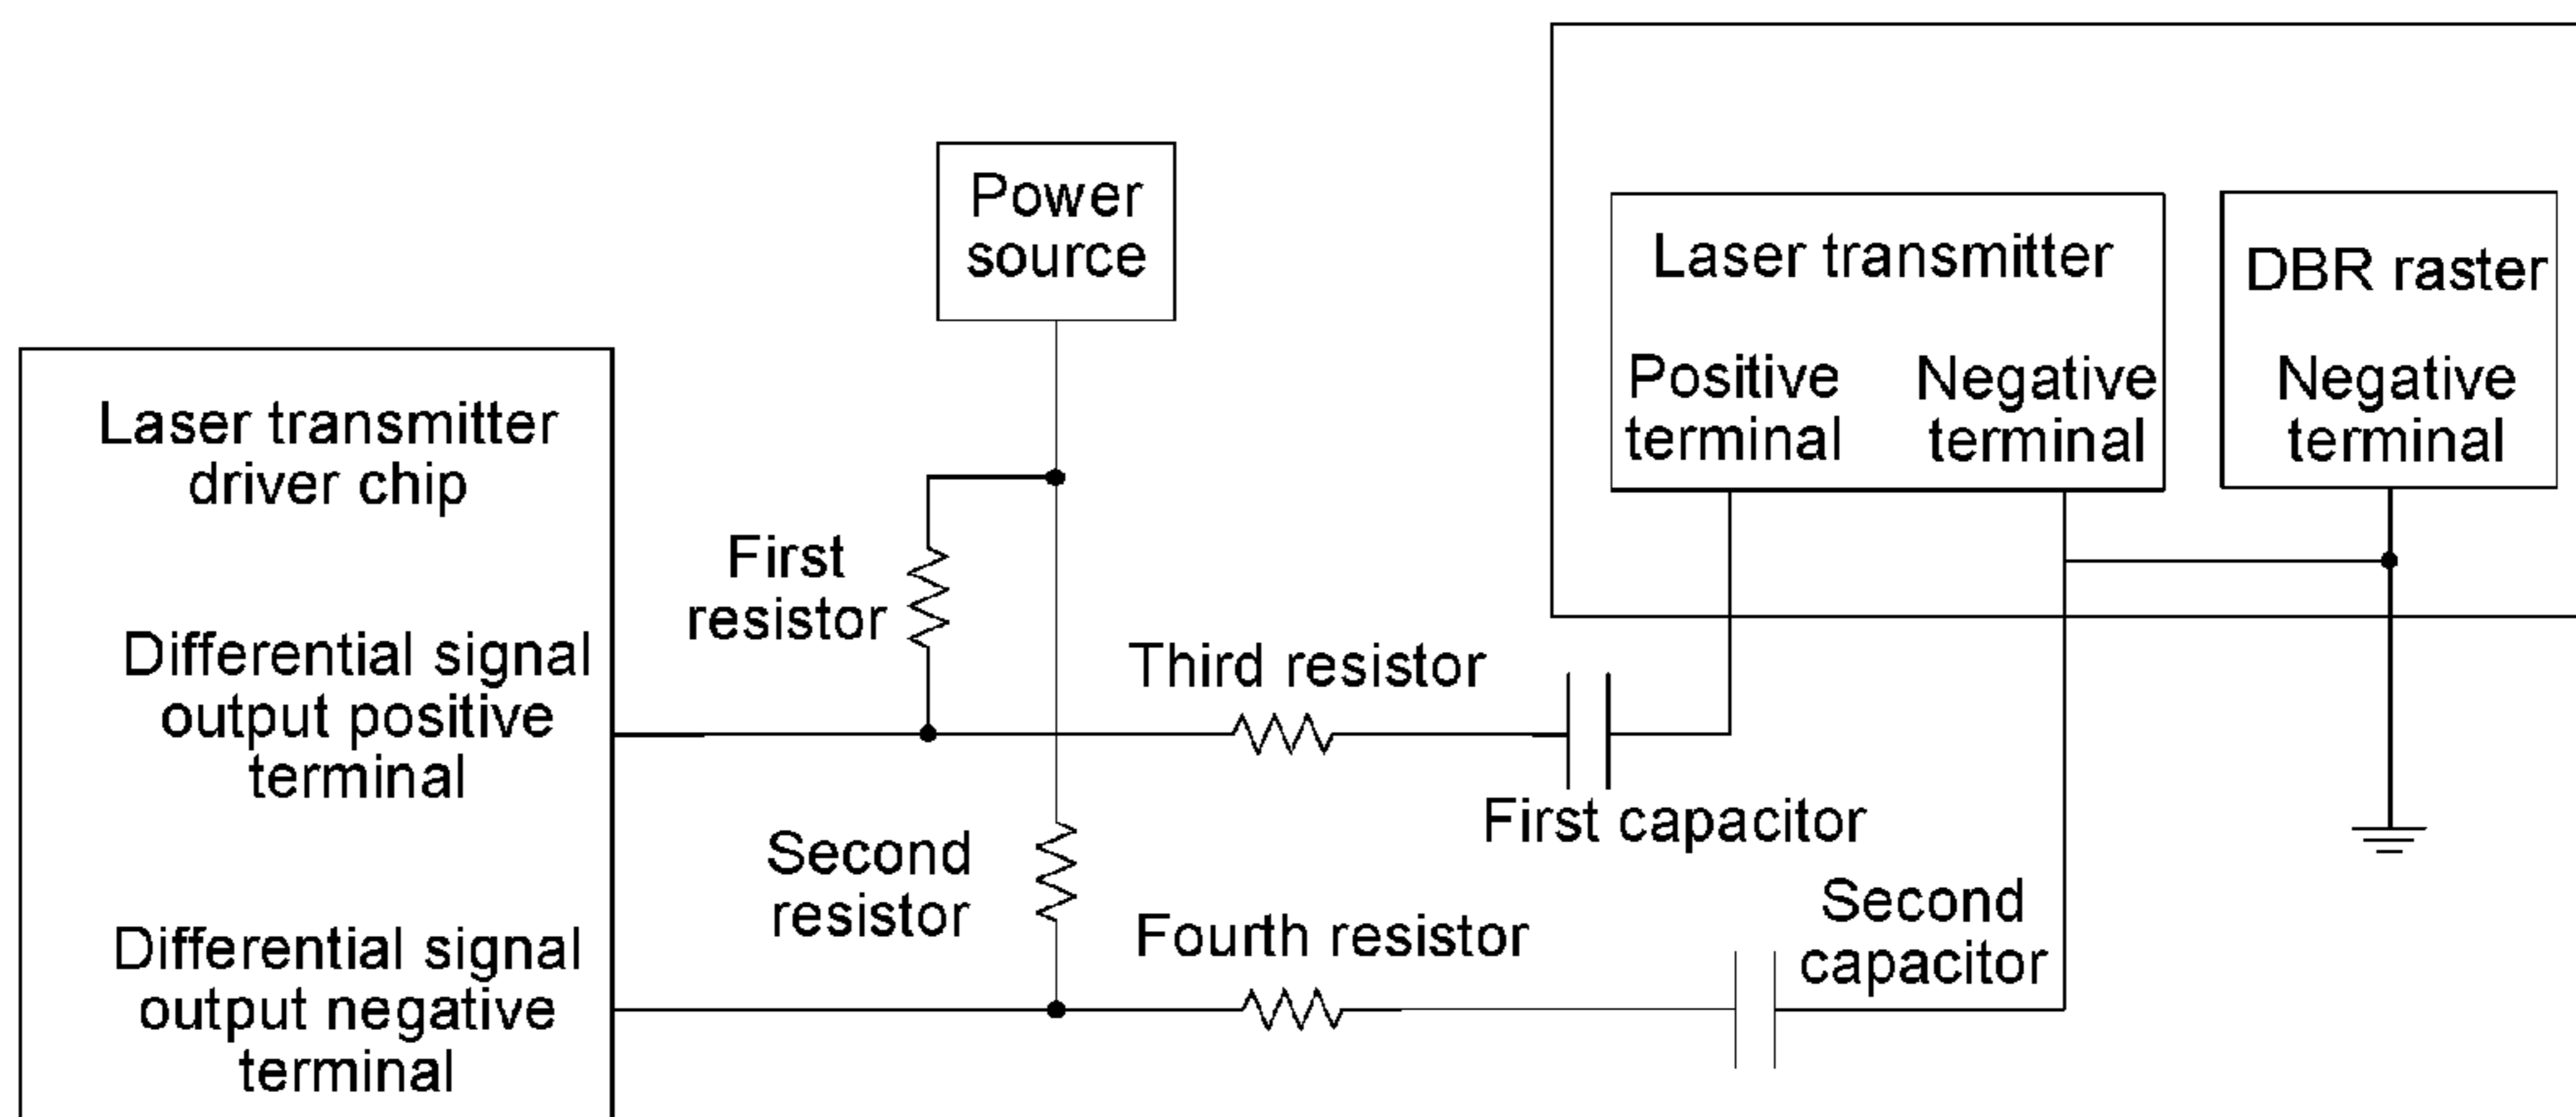 Power
source
Laser transmitter
DBR raster
Positive
terminal
Negative
terminal
Negative
terminal
Laser transmitter
driver chip
First
resistor
Differential signal
output positive
terminal
Third resistor
First capacitor
Second
resistor
Second
capacitor
Fourth resistor
Differential signal
output negative
terminal